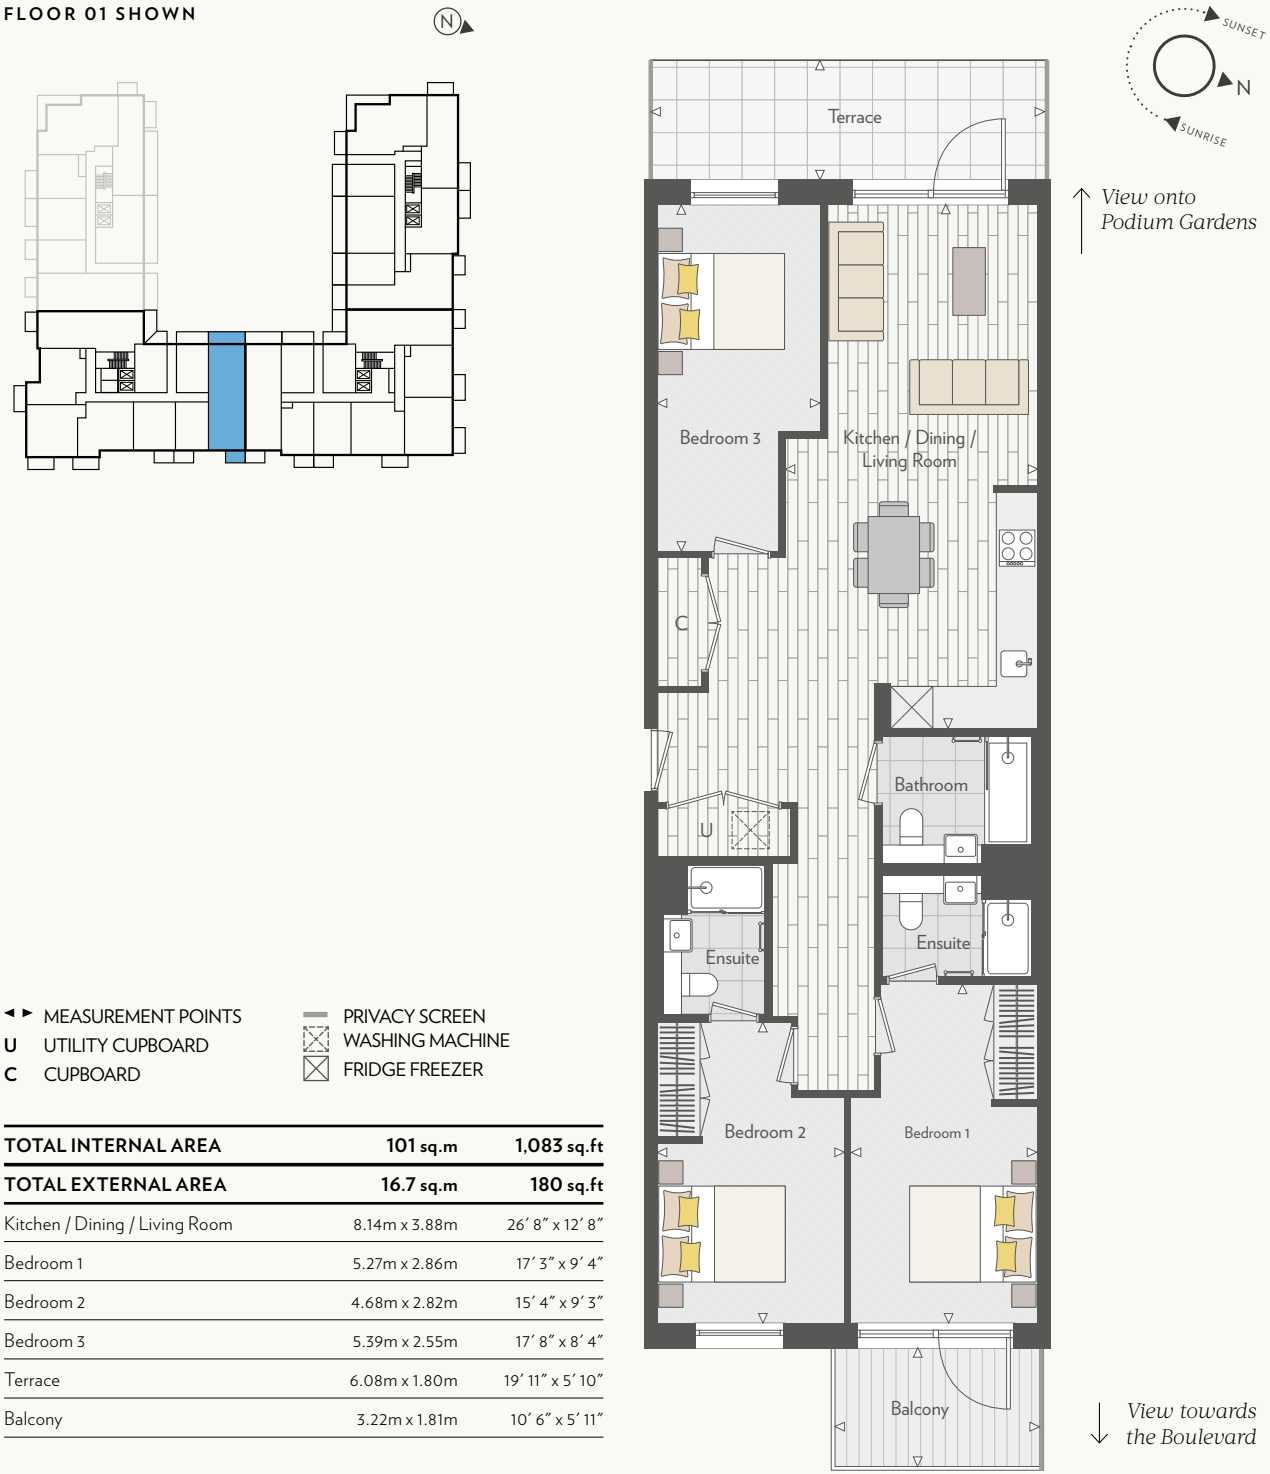 FLOOR 01 SHOWN
N
SUNSET
N
SUNRISE
Terrace
View onto
Podium Gardens
Bedroom 3
Kitchen / Dining /
Living Room
C
Bathroom
U
Ensuite
Ensuite
Bedroom 2
Bedroom 1
Balcony
View towards
the Boulevard
MEASUREMENT POINTS
U UTILITY CUPBOARD
C CUPBOARD
PRIVACY SCREEN
WASHING MACHINE
FRIDGE FREEZER
TOTAL INTERNAL AREA 101 sq.m 1,083 sq.ft
TOTAL EXTERNAL AREA 16.7 sq.m 180 sq.ft
Kitchen / Dining / Living Room 8.14m x 3.88m 26′ 8″ x 12′ 8″
Bedroom 1 5.27m x 2.86m 17′ 3″ x 9′ 4″
Bedroom 2 4.68m x 2.82m 15′ 4″ x 9′ 3″
Bedroom 3 5.39m x 2.55m 17′ 8″ x 8′ 4″
Terrace 6.08m x 1.80m 19′ 11″ x 5′ 10″
Balcony 3.22m x 1.81m 10′ 6″ x 5′ 11″